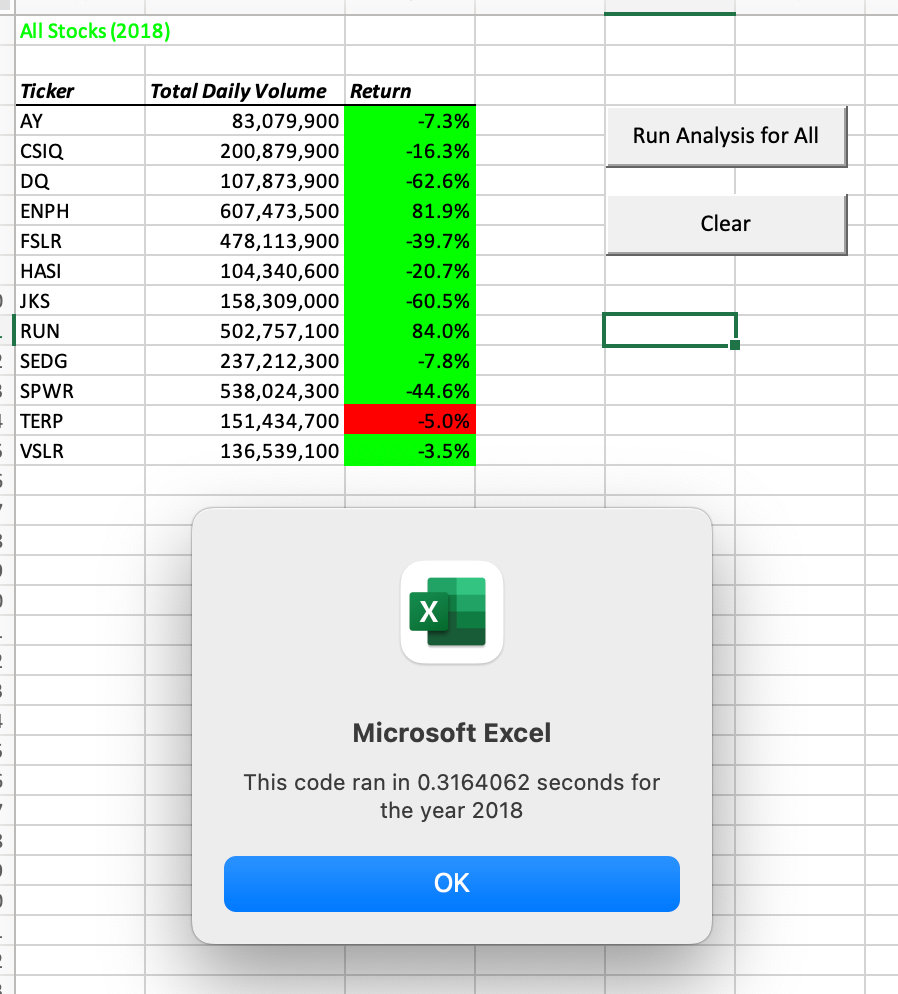 All Stocks (2018)
Ticker Total Daily Volume Return
AY 83,079,900 -7.3%
CSIQ 200,879,900 -16.3%
DQ 107,873,900 -62.6%
ENPH 607,473,500 81.9%
FSLR 478,113,900 -39.7%
HASI 104,340,600 -20.7%
JKS 158,309,000 -60.5%
RUN 502,757,100 84.0%
SEDG 237,212,300 -7.8%
SPWR 538,024,300 -44.6%
TERP 151,434,700 -5.0%
VSLR 136,539,100 -3.5%
Run Analysis for All
Clear
X
Microsoft Excel
This code ran in 0.3164062 seconds for
the year 2018
OK